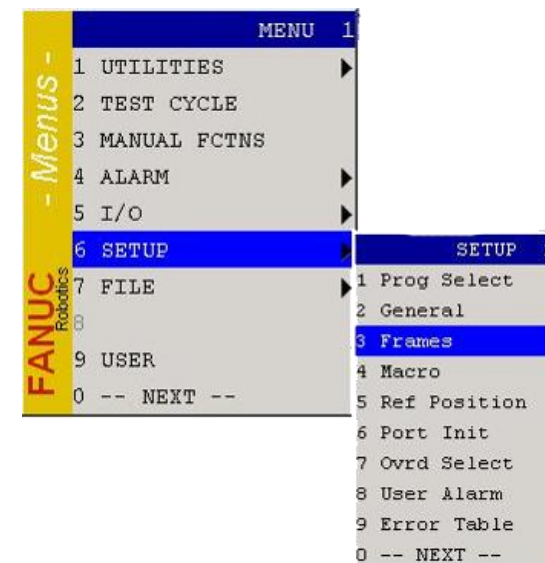 - Menus -
FANUC
Robotics
MENU 1
1 UTILITIES
2 TEST CYCLE
3 MANUAL FCTNS
4 ALARM
5 I/O
6 SETUP
7 FILE
8
9 USER
0 -- NEXT --
SETUP
1 Prog Select
2 General
3 Frames
4 Macro
5 Ref Position
6 Port Init
7 Ovrd Select
8 User Alarm
9 Error Table
0 -- NEXT --